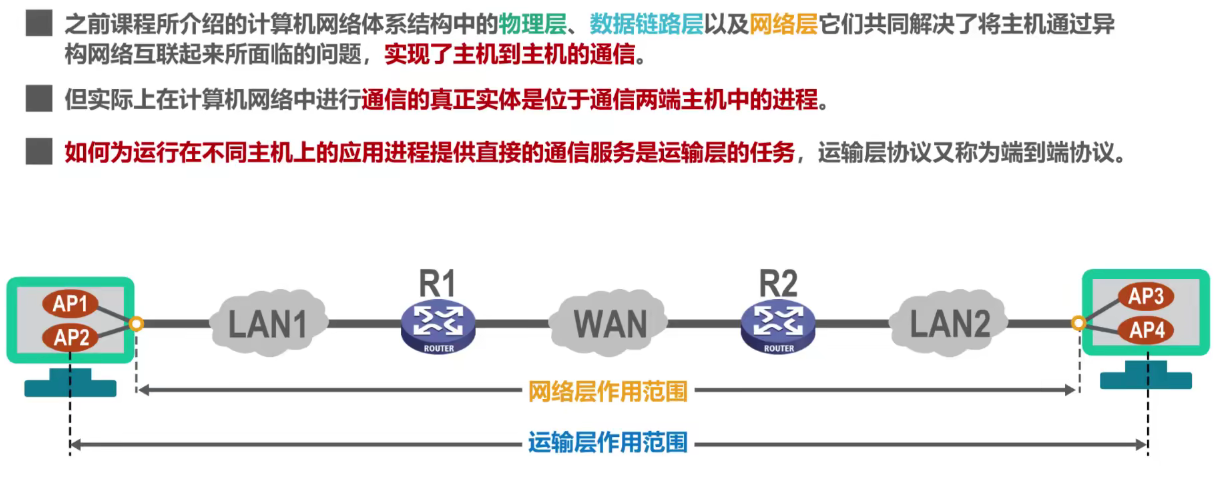 之前课程所介绍的计算机网络体系结构中的物理层、数据链路层以及网络层它们共同解决了将主机通过异
构网络互联起来所面临的问题，实现了主机到主机的通信。
但实际上在计算机网络中进行通信的真正实体是位于通信两端主机中的进程。
如何为运行在不同主机上的应用进程提供直接的通信服务是运输层的任务，运输层协议又称为端到端协议。
R1
R2
AP1
AP2
LAN1
ROUTER
WAN
ROUTER
LAN2
AP3
AP4
网络层作用范围
运输层作用范围